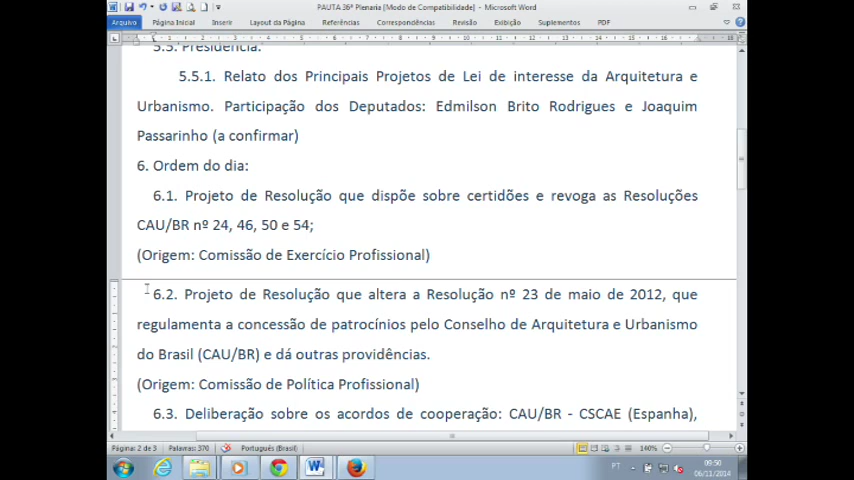 PAUTA 36ª Plenaria [Modo de Compatibilidade] - Microsoft Word
Arquivo Página Inicial Inserir Layout da Página Referências Correspondências Revisão Exibição Suplementos PDF
5.5. Presidência.
5.5.1. Relato dos Principais Projetos de Lei de interesse da Arquitetura e
Urbanismo. Participação dos Deputados: Edmilson Brito Rodrigues e Joaquim
Passarinho (a confirmar)
6. Ordem do dia:
6.1. Projeto de Resolução que dispõe sobre certidões e revoga as Resoluções
CAU/BR nº 24, 46, 50 e 54;
(Origem: Comissão de Exercício Profissional)
6.2. Projeto de Resolução que altera a Resolução nº 23 de maio de 2012, que
regulamenta a concessão de patrocínios pelo Conselho de Arquitetura e Urbanismo
do Brasil (CAU/BR) e dá outras providências.
(Origem: Comissão de Política Profissional)
6.3. Deliberação sobre os acordos de cooperação: CAU/BR - CSCAE (Espanha),
Página: 2 de 3 Palavras: 370 Português (Brasil) 140%
PT 09:50
06/11/2014